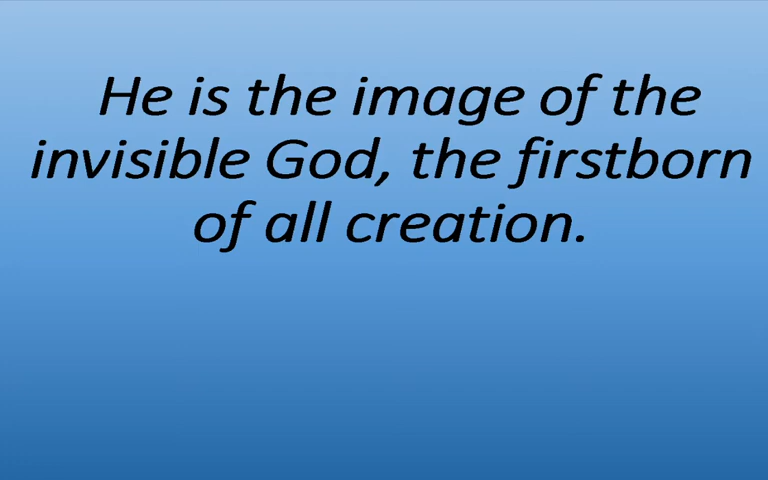 He is the image of the
invisible God, the firstborn
of all creation.